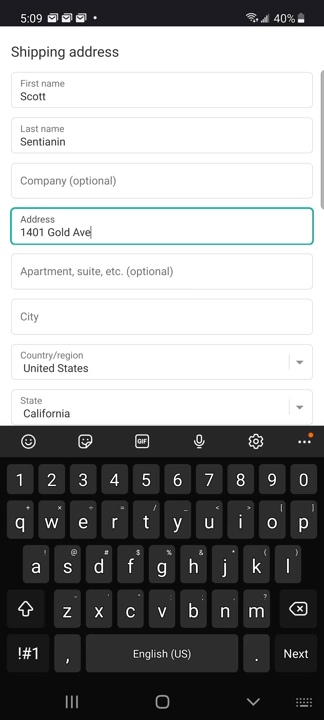 5:09
40%
Shipping address
First name
Scott
Last name
Sentianin
Company (optional)
Address
1401 Gold Ave
Apartment, suite, etc. (optional)
City
Country/region
United States
State
California
GIF
1 2 3 4 5 6 7 8 9 0
q w e r t y u i o p
a s d f g h j k l
z x c v b n m
!#1 , English (US) . Next